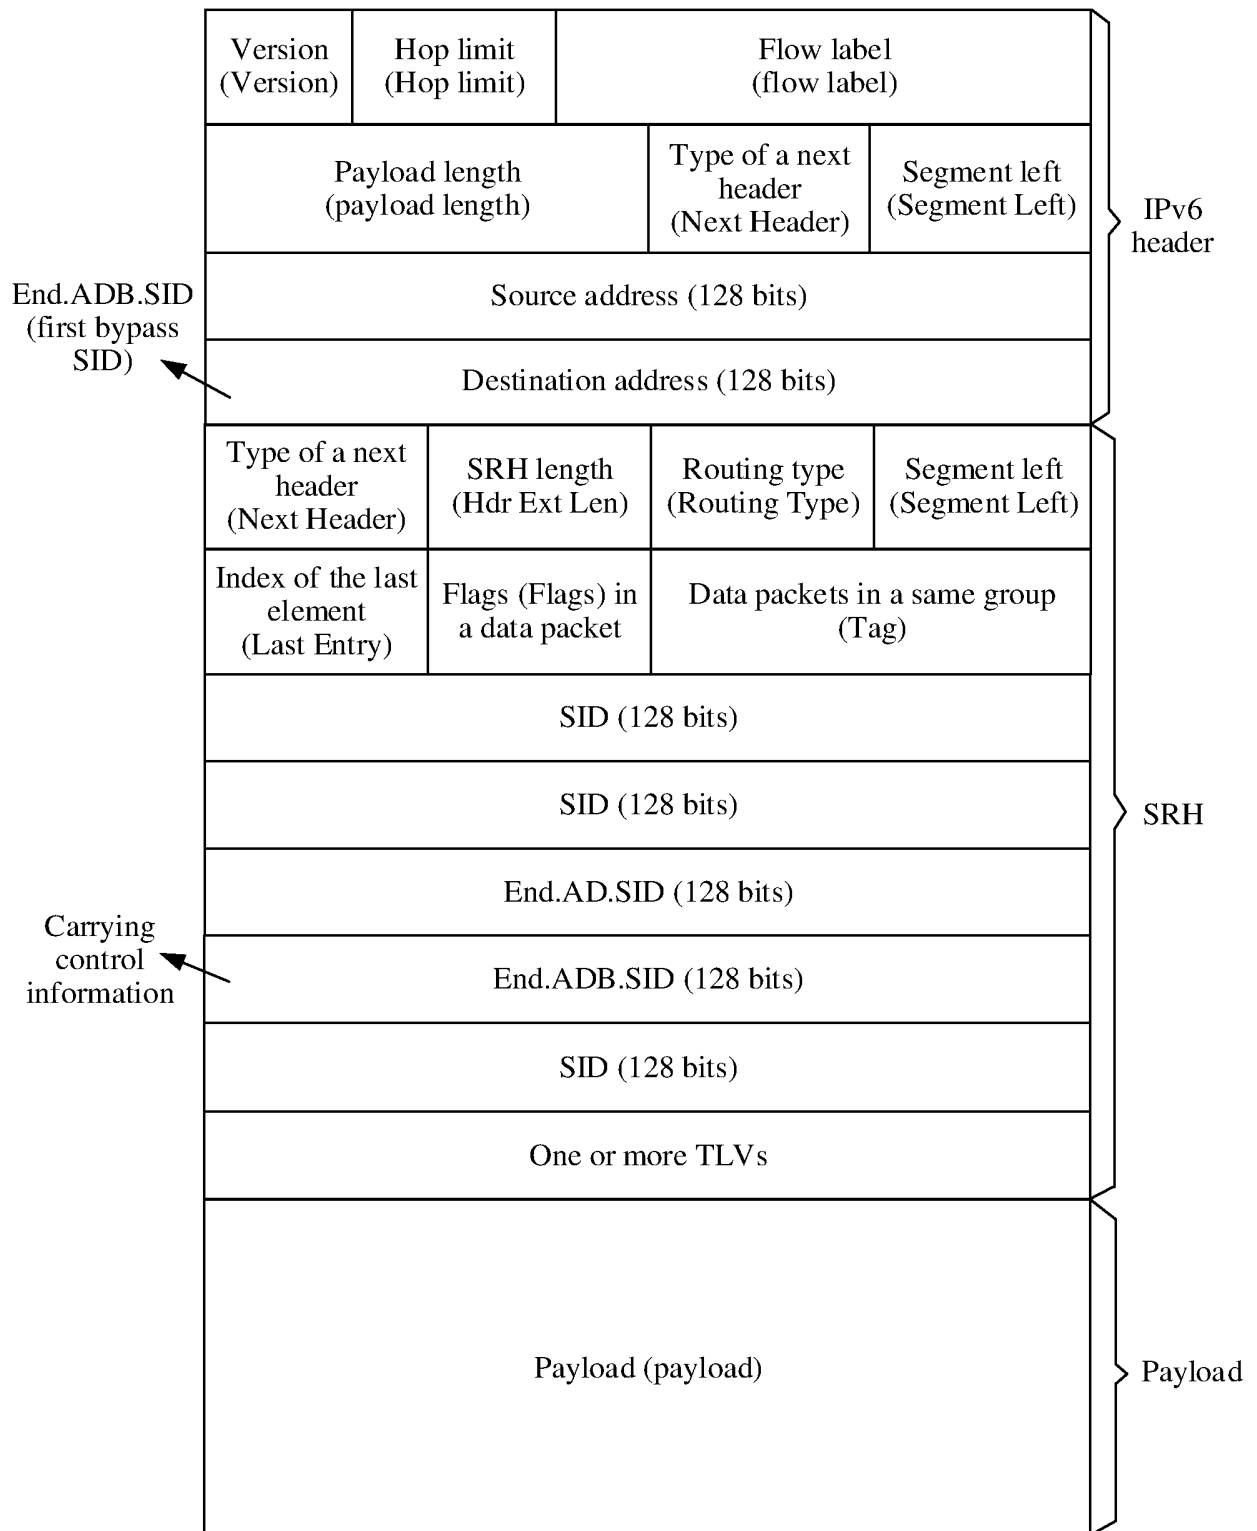 Version
(Version)
Hop limit
(Hop limit)
Flow label
(flow label)
Payload length
(payload length)
Type of a next
header
(Next Header)
Segment left
(Segment Left)
IPv6
header
Source address (128 bits)
End.ADB.SID
(first bypass
SID)
Destination address (128 bits)
Type of a next
header
(Next Header)
SRH length
(Hdr Ext Len)
Routing type
(Routing Type)
Segment left
(Segment Left)
Index of the last
element
(Last Entry)
Flags (Flags) in
a data packet
Data packets in a same group
(Tag)
SID (128 bits)
SID (128 bits)
SRH
End.AD.SID (128 bits)
Carrying
control
information
End.ADB.SID (128 bits)
SID (128 bits)
One or more TLVs
Payload (payload)
Payload